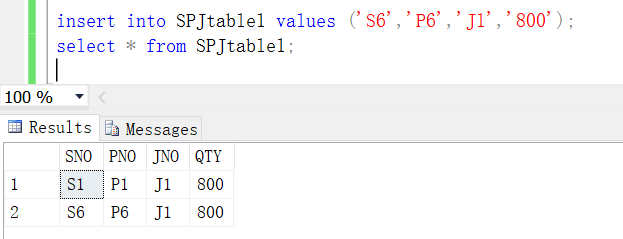 insert into SPJtable1 values ('S6','P6','J1','800');
select * from SPJtable1;
100 %
Results Messages
SNO PNO JNO QTY
1 S1 P1 J1 800
2 S6 P6 J1 800